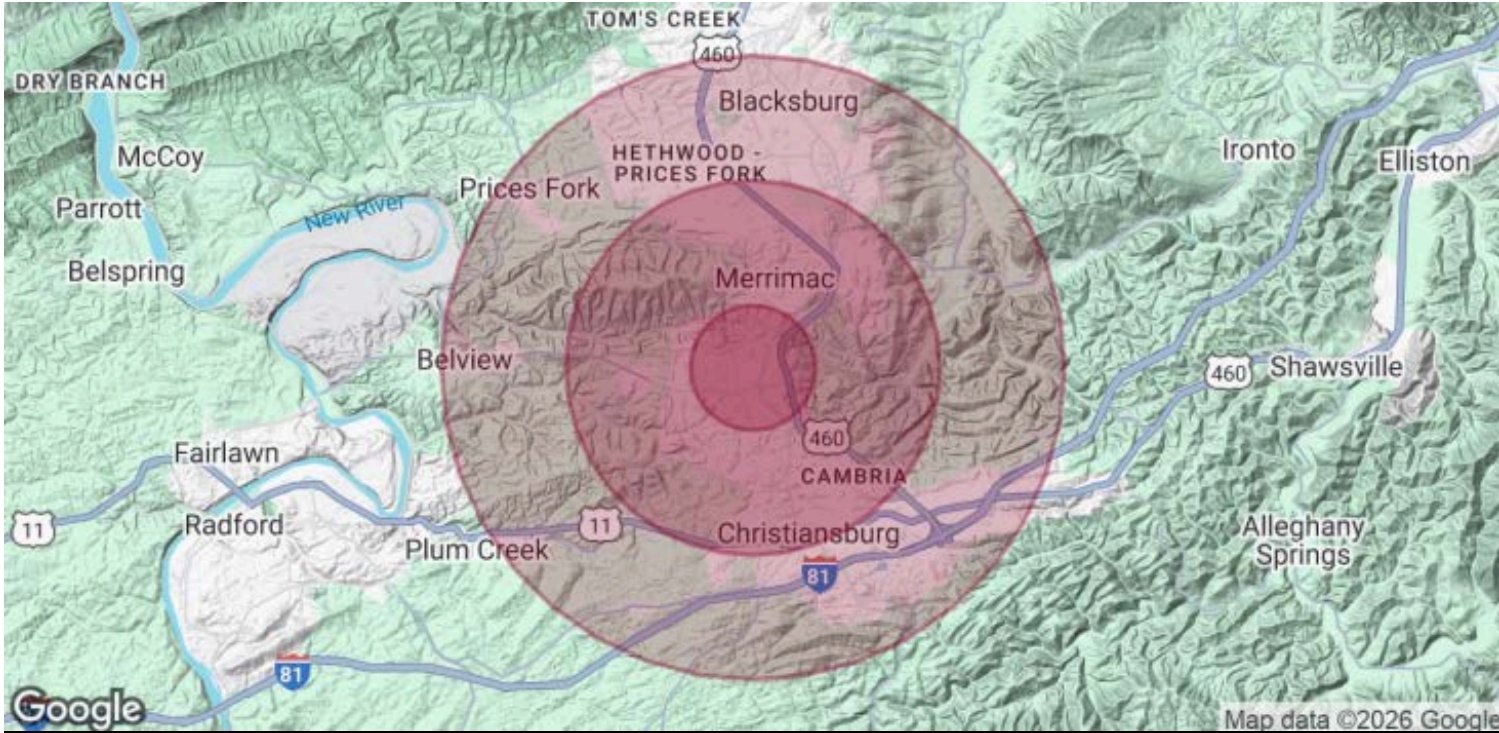 TOM'S CREEK
460
DRY BRANCH
Blacksburg
McCoy
HETHWOOD -
PRICES FORK
Ironto
Elliston
Prices Fork
Parrott
New River
Belspring
Merrimac
Belview
460
Shawsville
460
Fairlawn
CAMBRIA
11
Radford
11
Christiansburg
Plum Creek
Alleghany
Springs
81
81
Google
Map data ©2026 Google